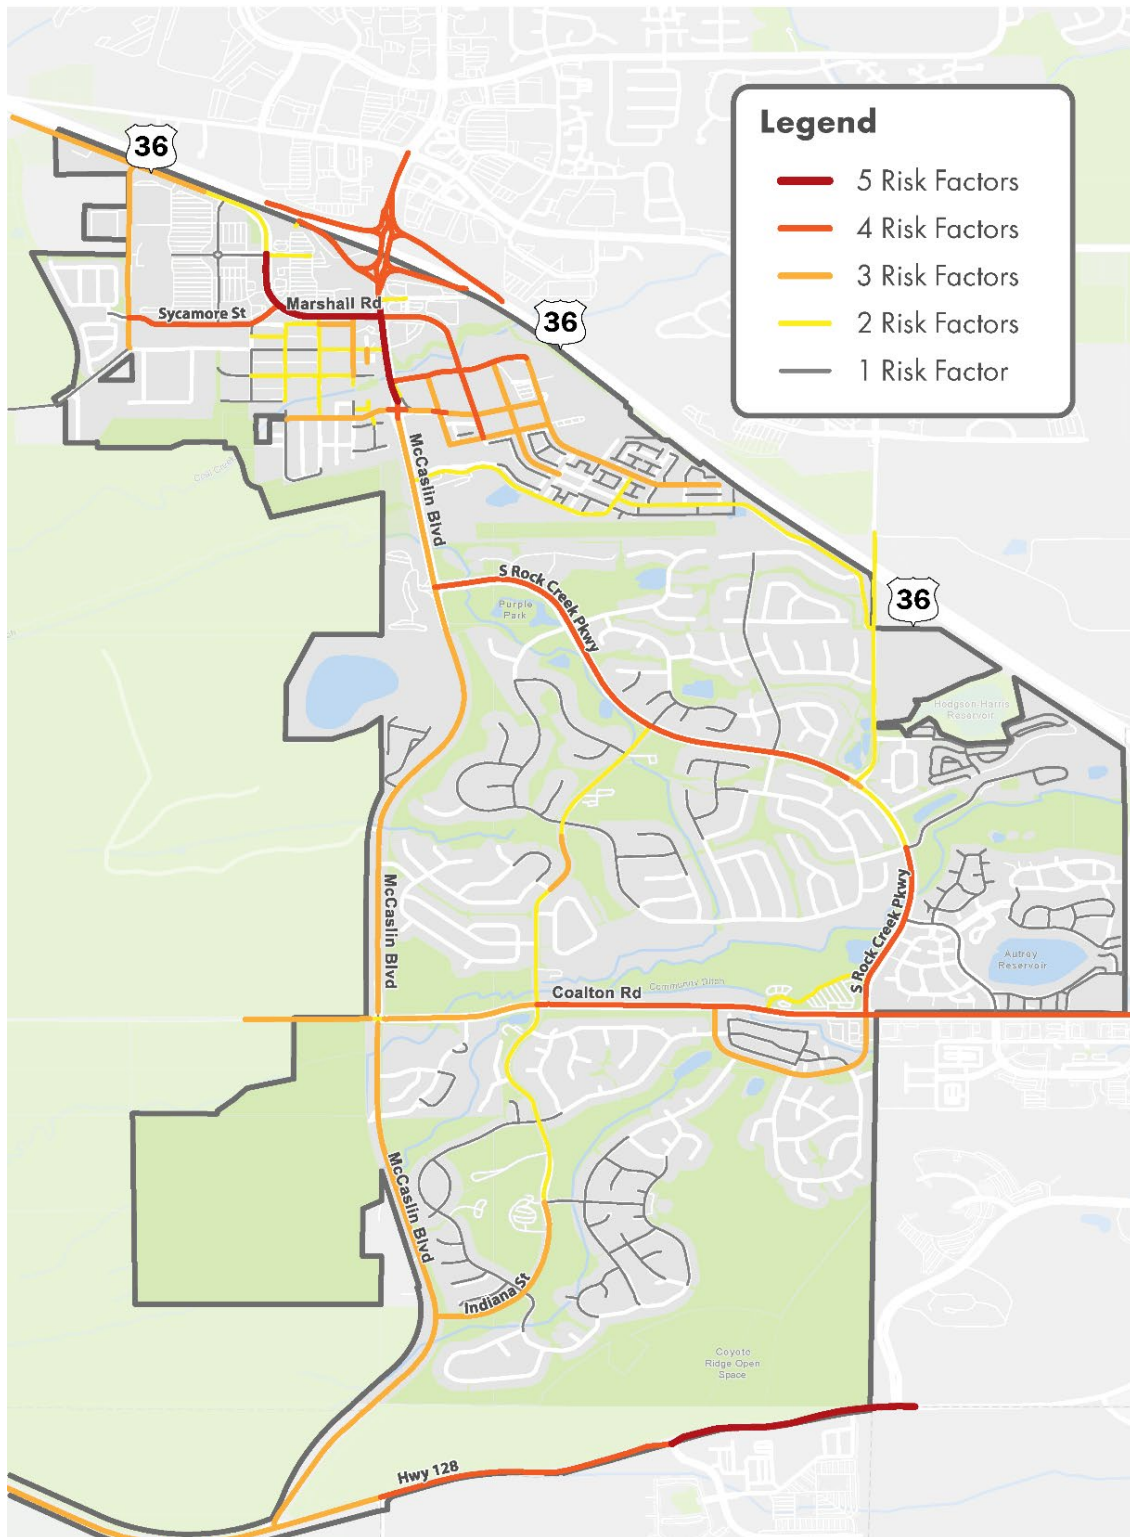 Legend
5 Risk Factors
4 Risk Factors
3 Risk Factors
2 Risk Factors
1 Risk Factor
36
Sycamore St
Marshall Rd
36
McCaslin Blvd
S Rock Creek Pkwy
Purple
Park
36
Hodgson Harris
Reservoir
McCaslin Blvd
S Rock Creek Pkwy
Autrey
Reservoir
Coalton Rd
Community Ditch
McCaslin Blvd
Indiana St
Coyote
Ridge Open
Space
Hwy 128